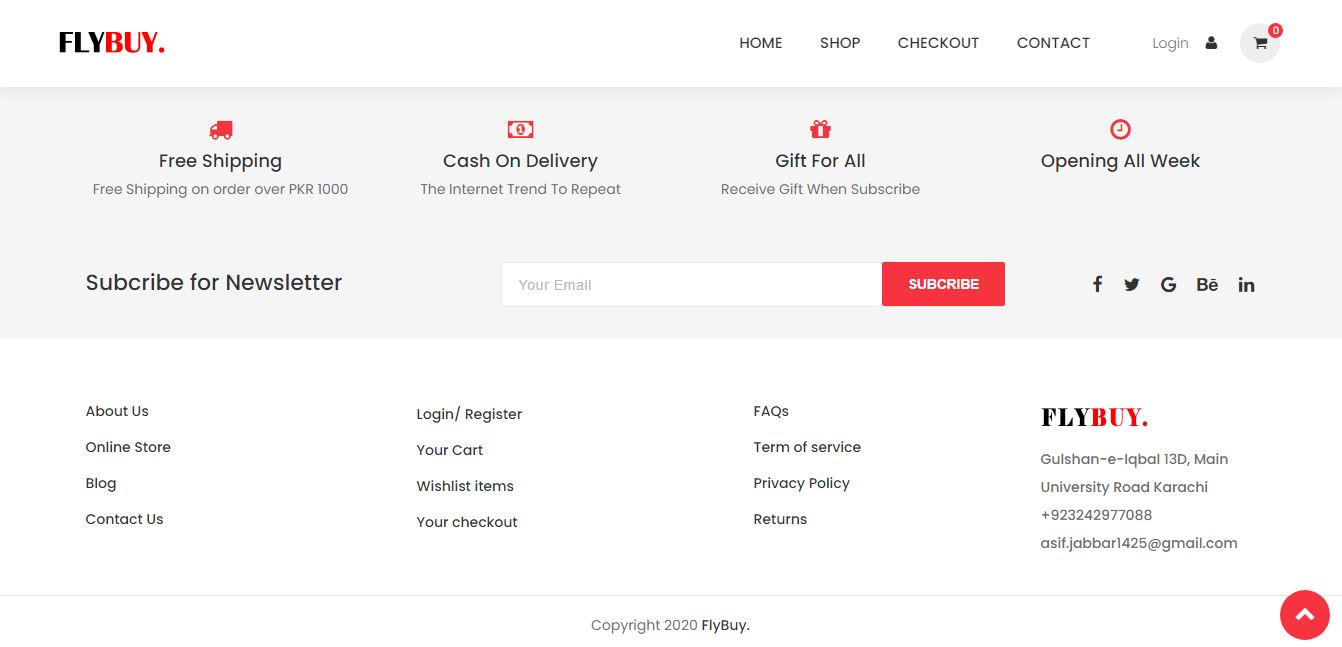 FLYBUY.
HOME SHOP CHECKOUT CONTACT Login 0
Free Shipping
Free Shipping on order over PKR 1000
Cash On Delivery
The Internet Trend To Repeat
Gift For All
Receive Gift When Subscribe
Opening All Week
Subcribe for Newsletter
Your Email
SUBCRIBE
About Us
Online Store
Blog
Contact Us
Login/ Register
Your Cart
Wishlist items
Your checkout
FAQs
Term of service
Privacy Policy
Returns
FLYBUY.
Gulshan-e-Iqbal 13D, Main
University Road Karachi
+923242977088
asif.jabbar1425@gmail.com
Copyright 2020 FlyBuy.